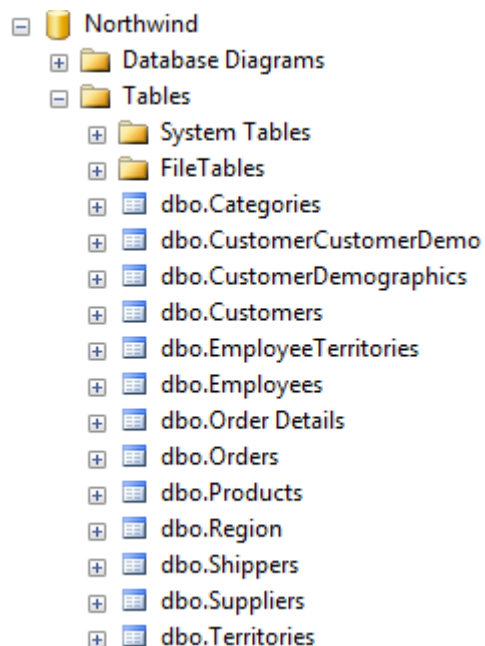 Northwind
Database Diagrams
Tables
System Tables
FileTables
dbo.Categories
dbo.CustomerCustomerDemo
dbo.CustomerDemographics
dbo.Customers
dbo.EmployeeTerritories
dbo.Employees
dbo.Order Details
dbo.Orders
dbo.Products
dbo.Region
dbo.Shippers
dbo.Suppliers
dbo.Territories